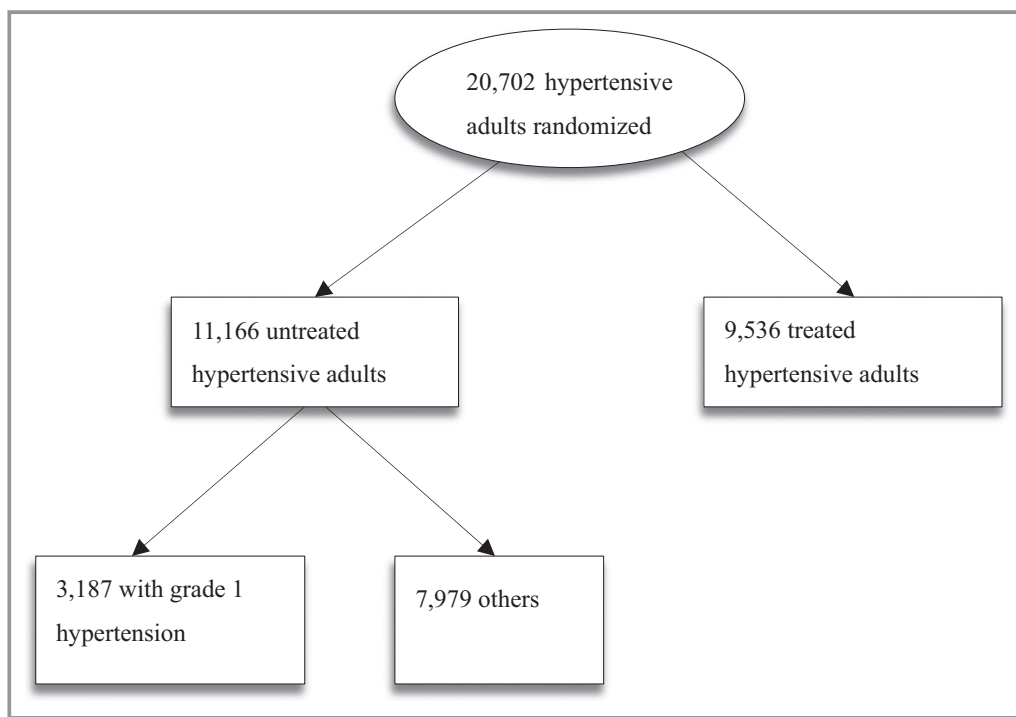 20,702 hypertensive
adults randomized
11,166 untreated
hypertensive adults
9,536 treated
hypertensive adults
3,187 with grade 1
hypertension
7,979 others